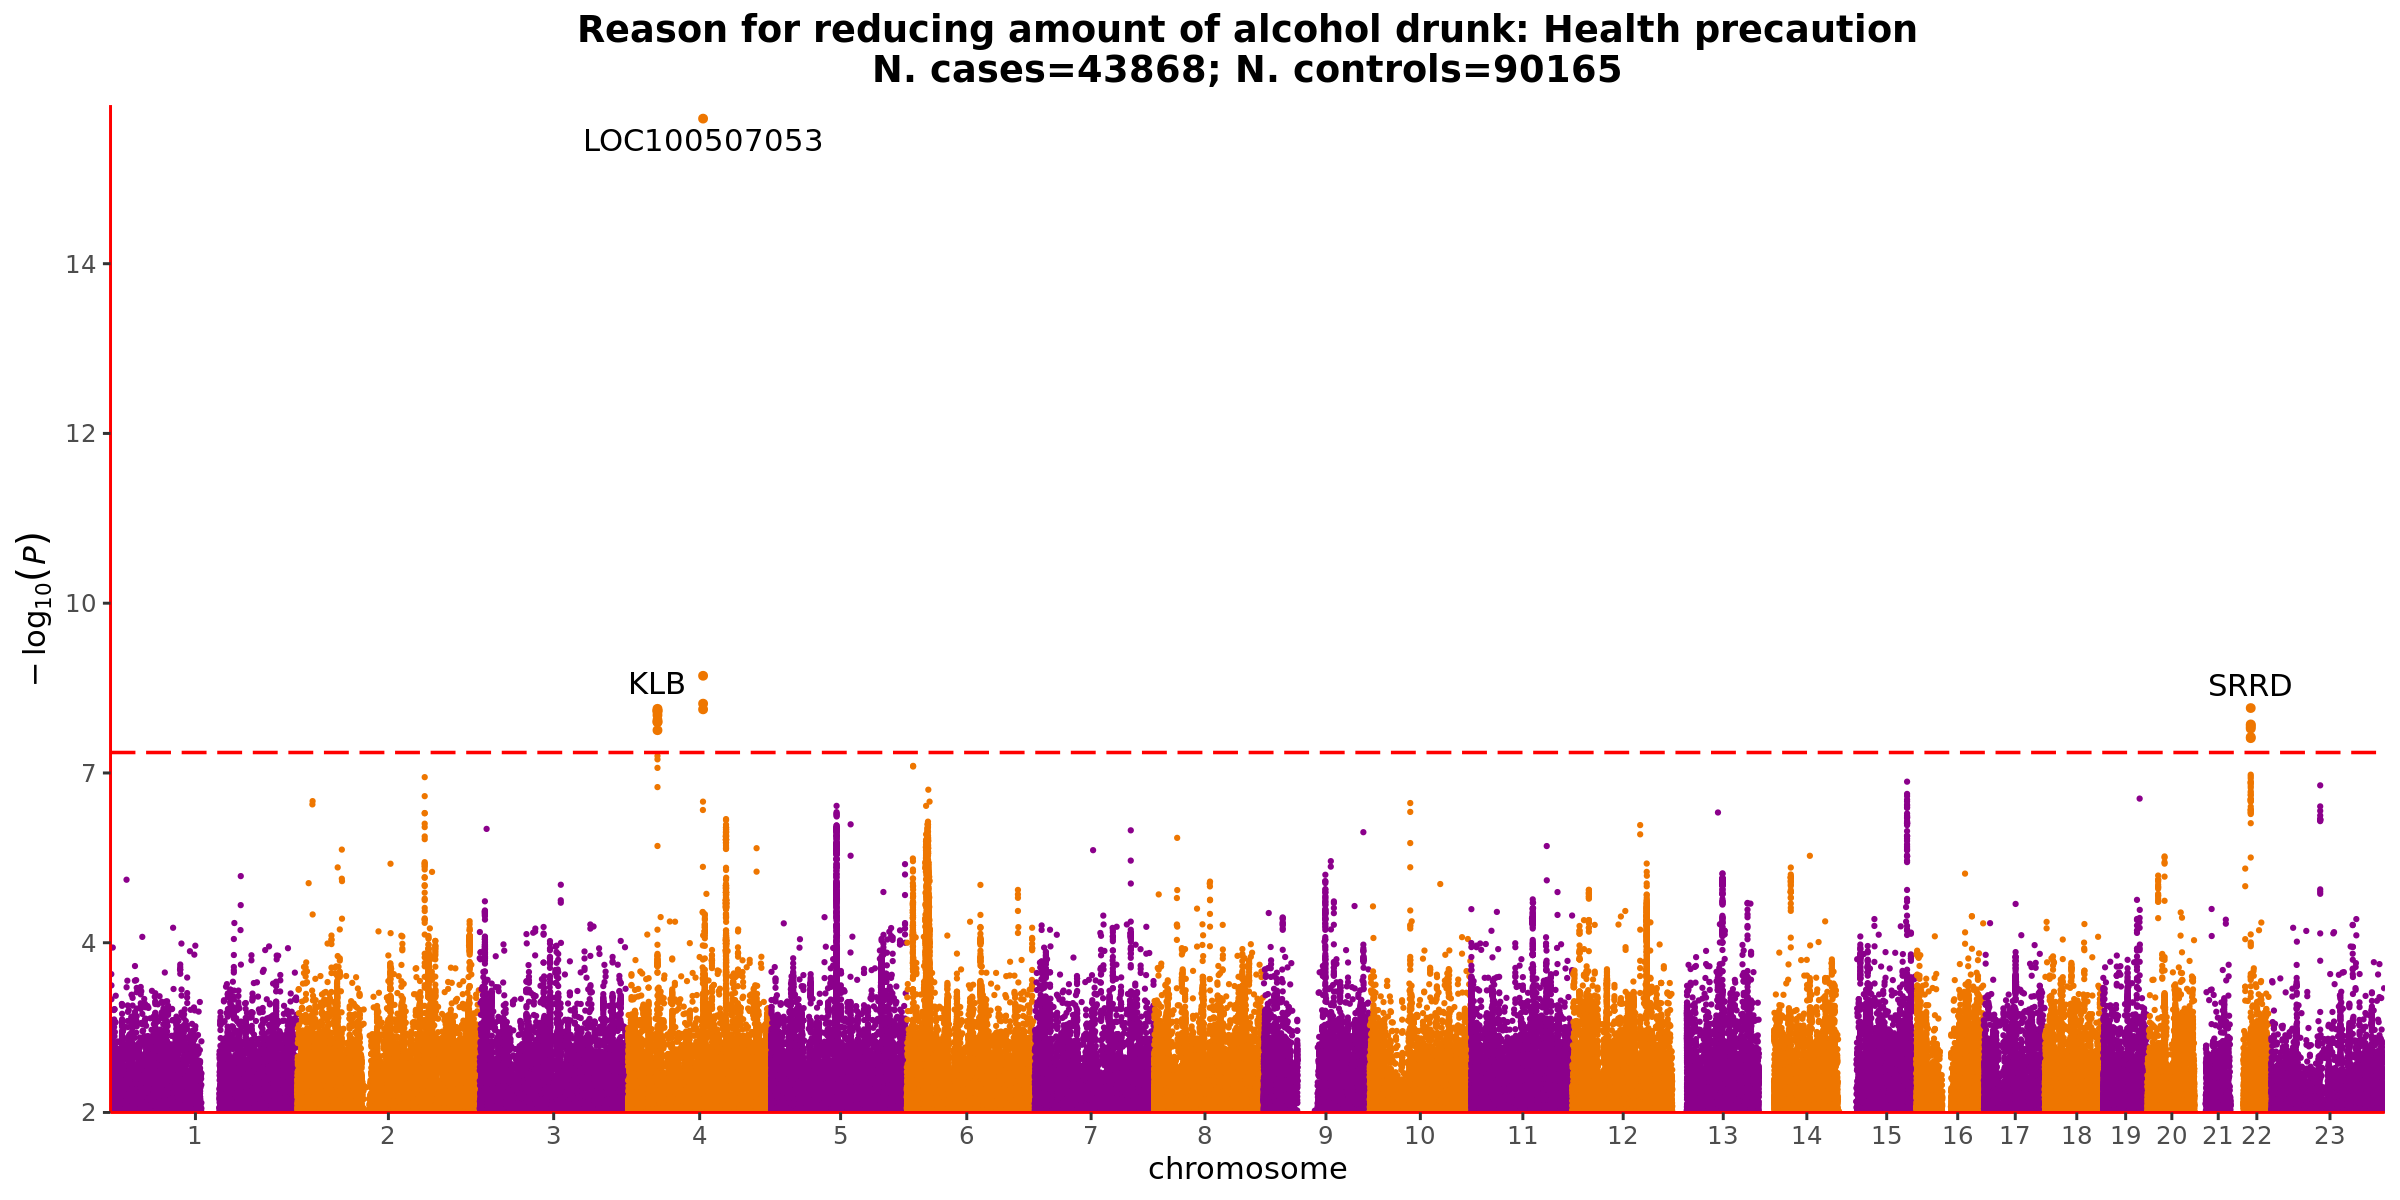 Reason for reducing amount of alcohol drunk: Health precaution
N. cases=43868; N. controls=90165
LOC100507053
14
12
10
KLB
SRRD
7
4
2
−log10(P)
1 2 3 4 5 6 7 8 9 10 11 12 13 14 15 16 17 18 19 20 21 22 23
chromosome